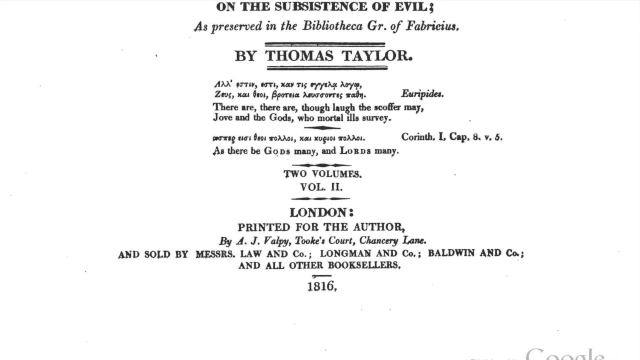 ON THE SUBSISTENCE OF EVIL;
As preserved in the Bibliotheca Gr. of Fabricius.
BY THOMAS TAYLOR.
Αλλ' εστιν, εστι, καν τις εγγελᾳ λογῳ,
Ζευς, και θεοι, βροτεια λευσσοντες παθη. Euripides.
There are, there are, though laugh the scoffer may,
Jove and the Gods, who mortal ills survey.
ωσπερ εισι θεοι πολλοι, και κυριοι πολλοι. Corinth. I. Cap. 8. v. 5.
As there be GODS many, and LORDS many.
TWO VOLUMES.
VOL. II.
LONDON:
PRINTED FOR THE AUTHOR,
By A. J. Valpy, Tooke's Court, Chancery Lane.
AND SOLD BY MESSRS. LAW AND Co.; LONGMAN AND Co.; BALDWIN AND Co.;
AND ALL OTHER BOOKSELLERS.
1816.
Google